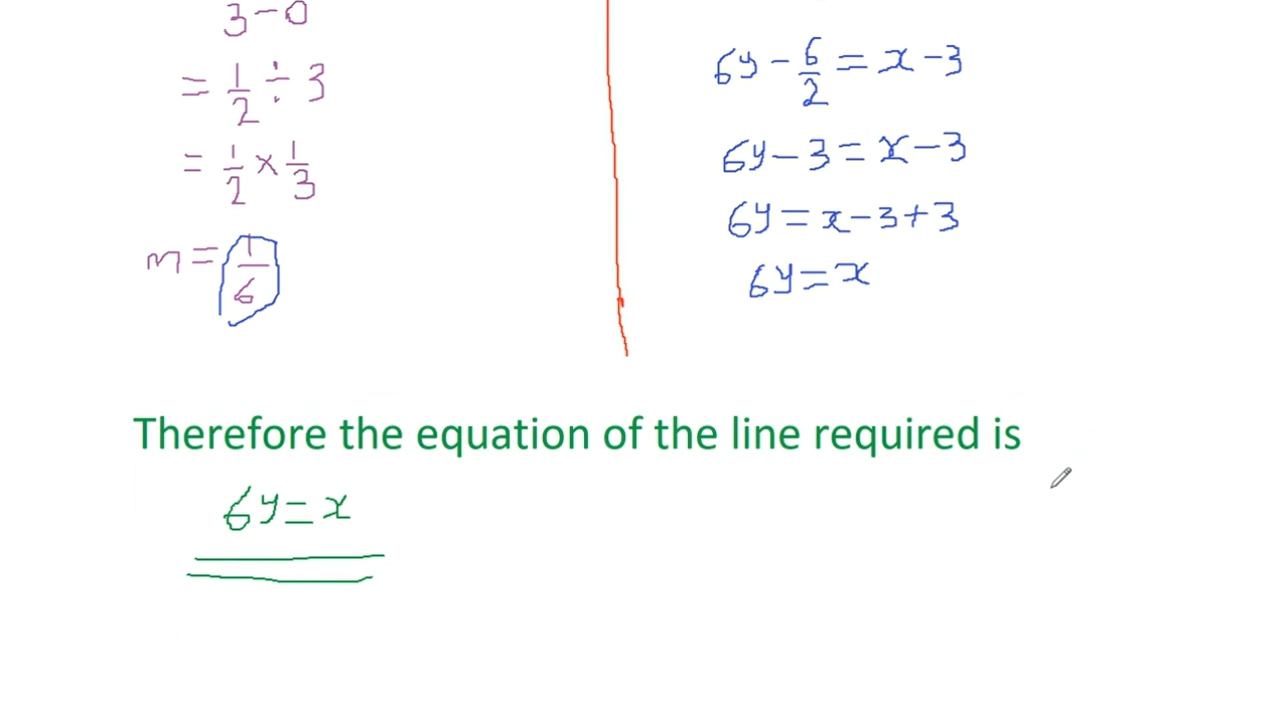 3-0
= 1/2 ÷ 3
= 1/2 × 1/3
m = 1/6
6y - 6/2 = x - 3
6y - 3 = x - 3
6y = x - 3 + 3
6y = x
Therefore the equation of the line required is
6y = x